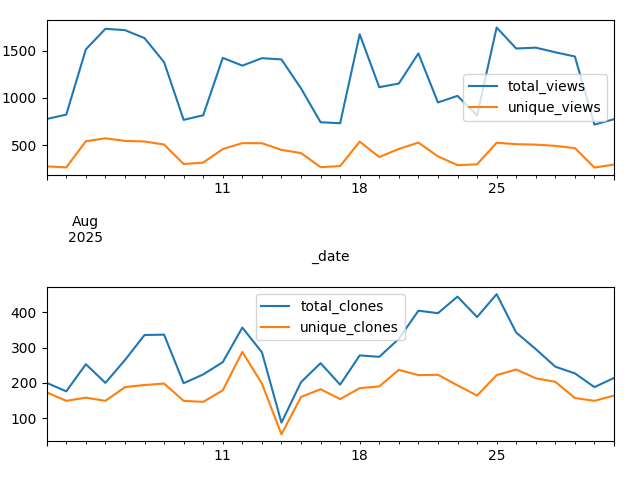 1500
1000
500
total_views
unique_views
11
18
25
Aug
2025
_date
400
300
200
100
total_clones
unique_clones
11
18
25